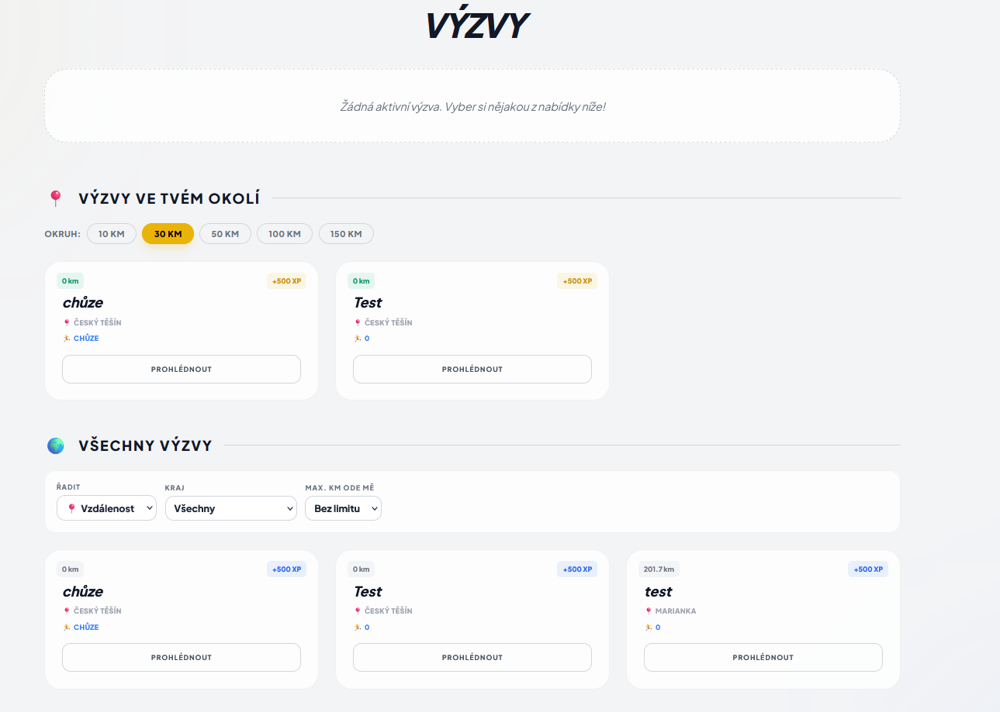 VÝZVY
Žádná aktivní výzva. Vyber si nějakou z nabídky níže!
VÝZVY VE TVÉM OKOLÍ
OKRUH: 10 KM 30 KM 50 KM 100 KM 150 KM
0 km +500 XP
chůze
ČESKÝ TĚŠÍN
CHŮZE
PROHLÉDNOUT
0 km +500 XP
Test
ČESKÝ TĚŠÍN
0
PROHLÉDNOUT
VŠECHNY VÝZVY
ŘADIT
Vzdálenost
KRAJ
Všechny
MAX. KM ODE MĚ
Bez limitu
0 km +500 XP
chůze
ČESKÝ TĚŠÍN
CHŮZE
PROHLÉDNOUT
0 km +500 XP
Test
ČESKÝ TĚŠÍN
0
PROHLÉDNOUT
201.7 km +500 XP
test
MARIANKA
0
PROHLÉDNOUT